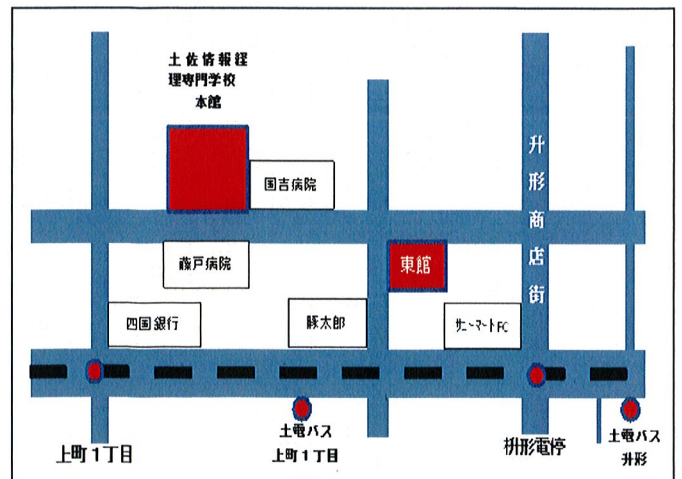 土佐情報経
理専門学校
本館
国吉病院
升形商店街
藤戸病院
東館
四国銀行
豚太郎
サニーマートFC
土電バス
上町1丁目
上町1丁目
枡形電停
土電バス
升形